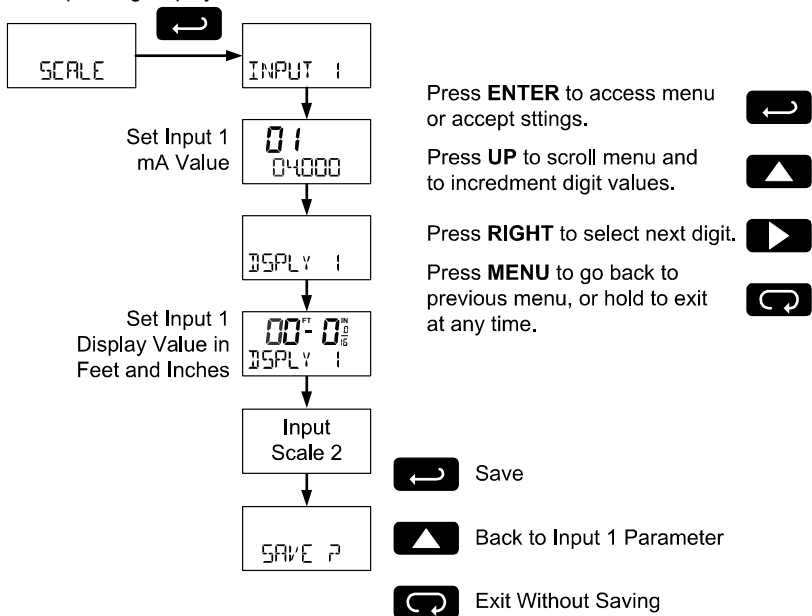 SCALE
INPUT 1
Set Input 1
mA Value
01
04.000
DSPLY 1
Set Input 1
Display Value in
Feet and Inches
00 FT - 0 IN 0/16
DSPLY 1
Input
Scale 2
SAVE ?
Press ENTER to access menu
or accept sttings.
Press UP to scroll menu and
to incredment digit values.
Press RIGHT to select next digit.
Press MENU to go back to
previous menu, or hold to exit
at any time.
Save
Back to Input 1 Parameter
Exit Without Saving